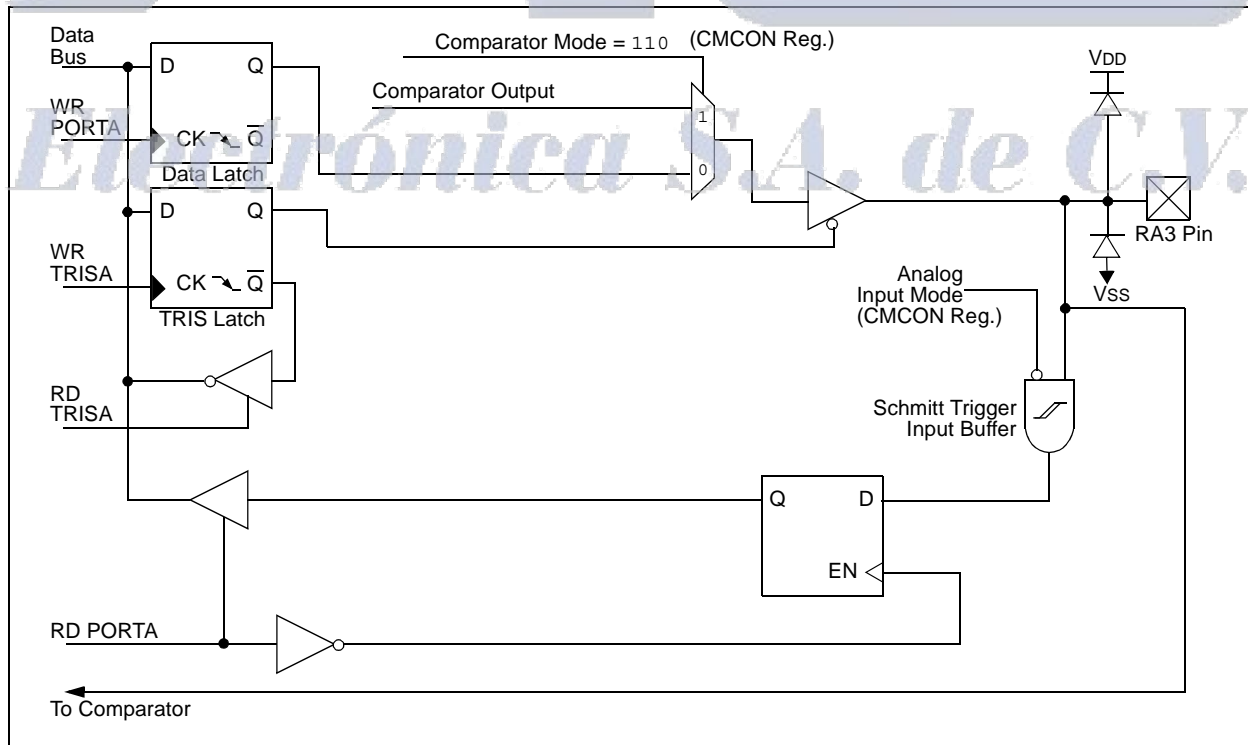 Data
Bus
D Q
Comparator Mode = 110 (CMCON Reg.)
VDD
Comparator Output
WR
PORTA
1
CK Q
Electrónica S.A. de C.V.
Data Latch
0
D Q
RA3 Pin
WR
TRISA
Analog
Input Mode
(CMCON Reg.)
CK Q
VSS
TRIS Latch
RD
TRISA
Schmitt Trigger
Input Buffer
Q D
EN
RD PORTA
To Comparator